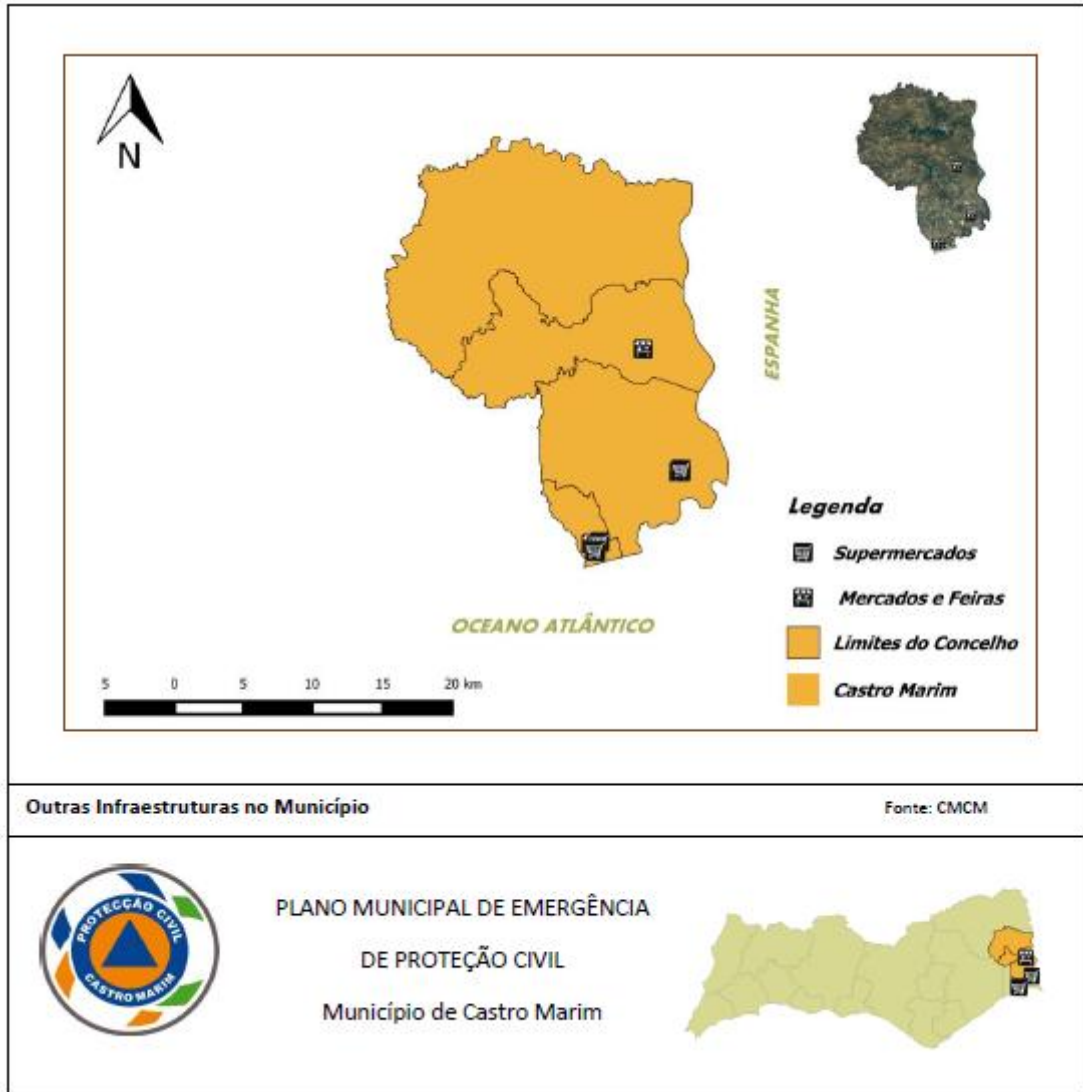 N
ESPANHA
Legenda
Supermercados
Mercados e Feiras
Limites do Concelho
Castro Marim
OCEANO ATLÂNTICO
5 0 5 10 15 20 km
Outras Infraestruturas no Município
Fonte: CMCM
PROTECÇÃO CIVIL
CASTRO MARIM
PLANO MUNICIPAL DE EMERGÊNCIA
DE PROTEÇÃO CIVIL
Município de Castro Marim